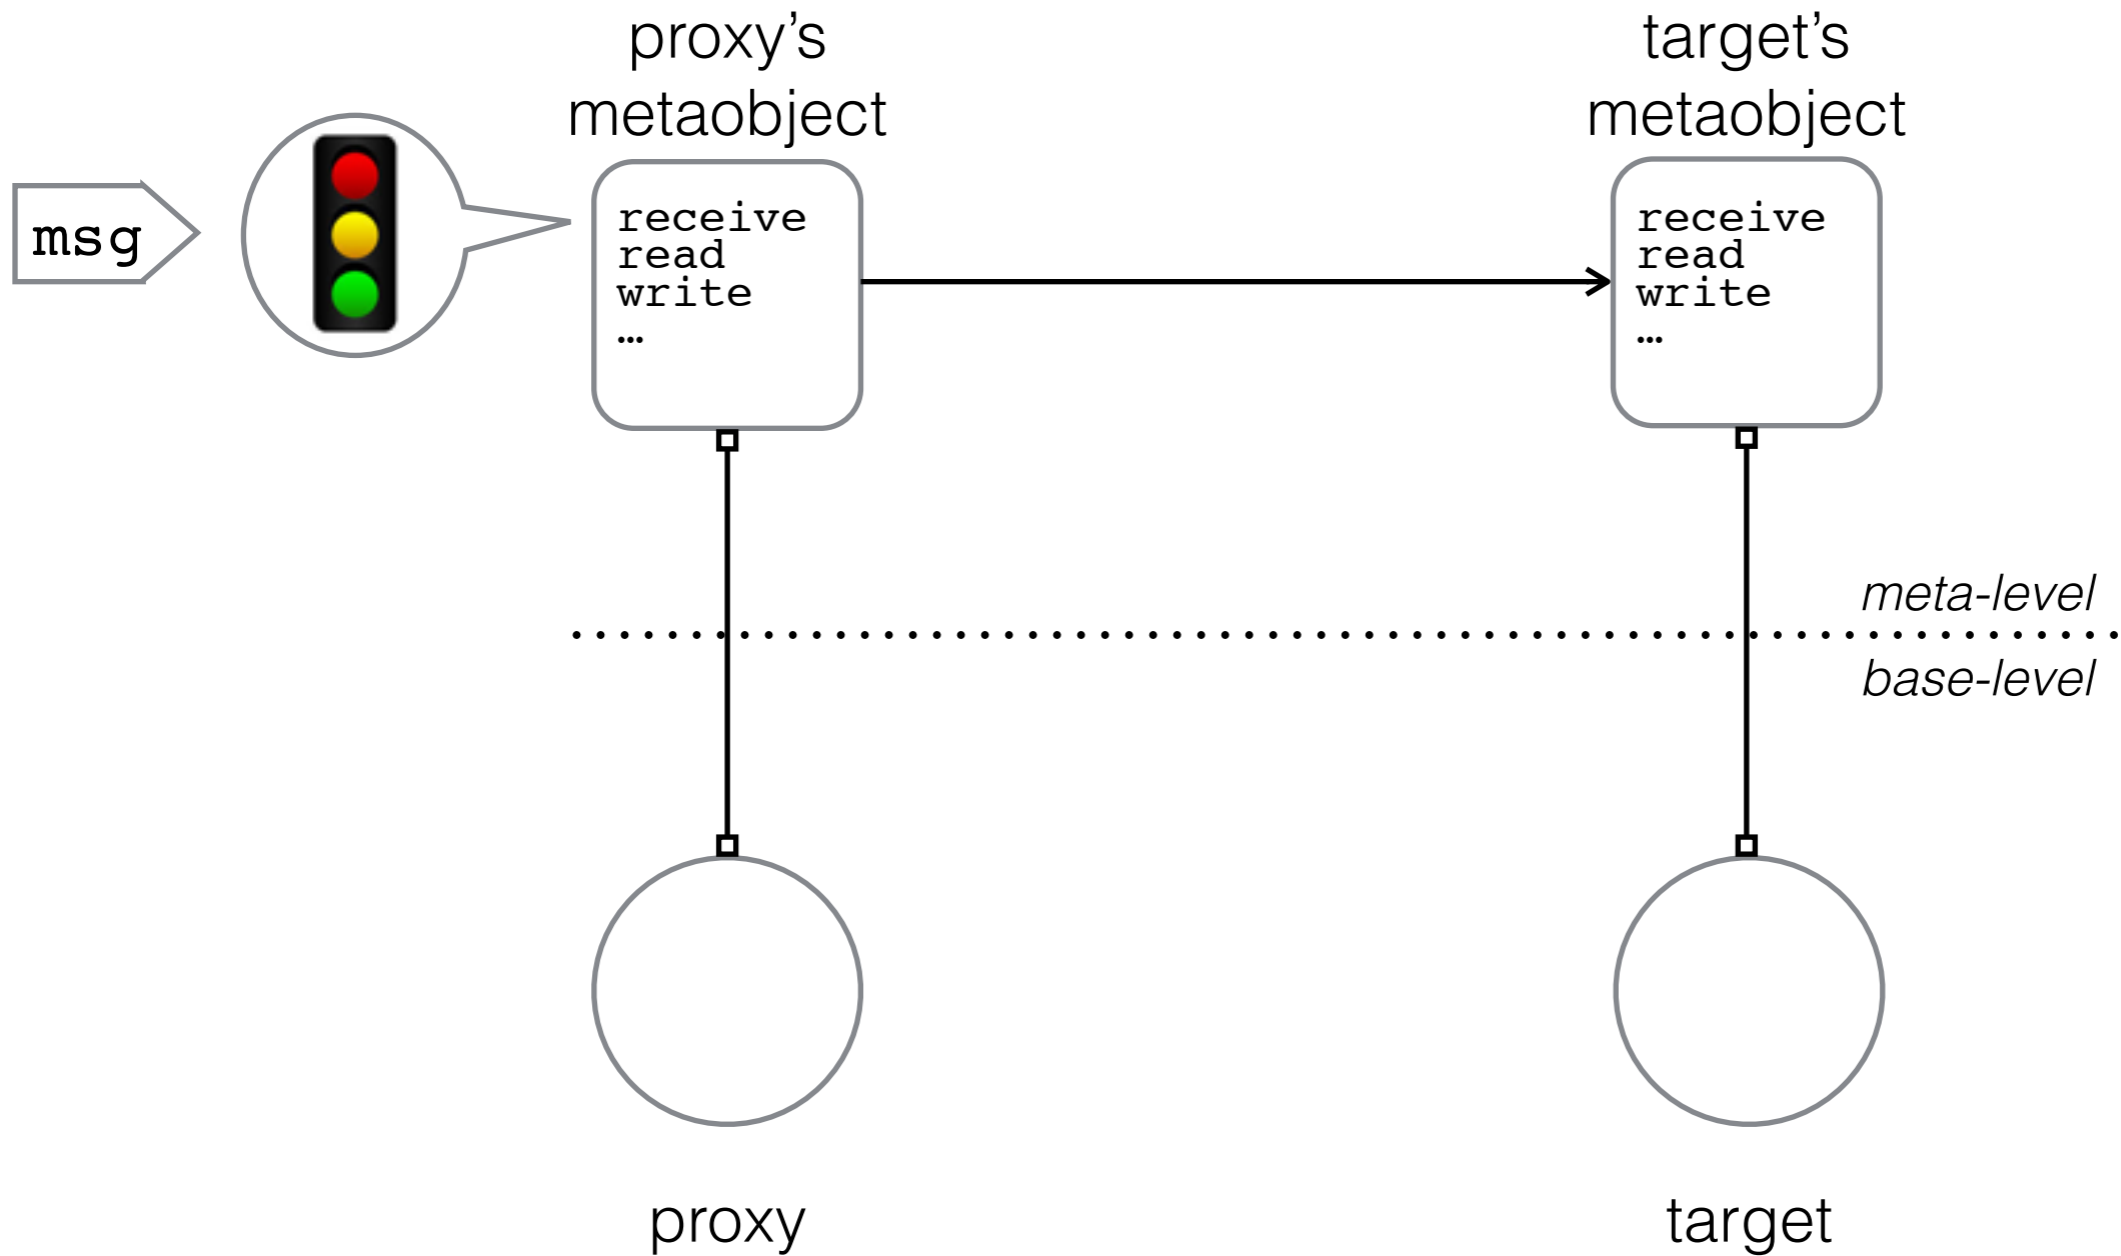 proxy’s
metaobject
target’s
metaobject
msg
receive
read
write
…
receive
read
write
…
meta-level
base-level
proxy
target